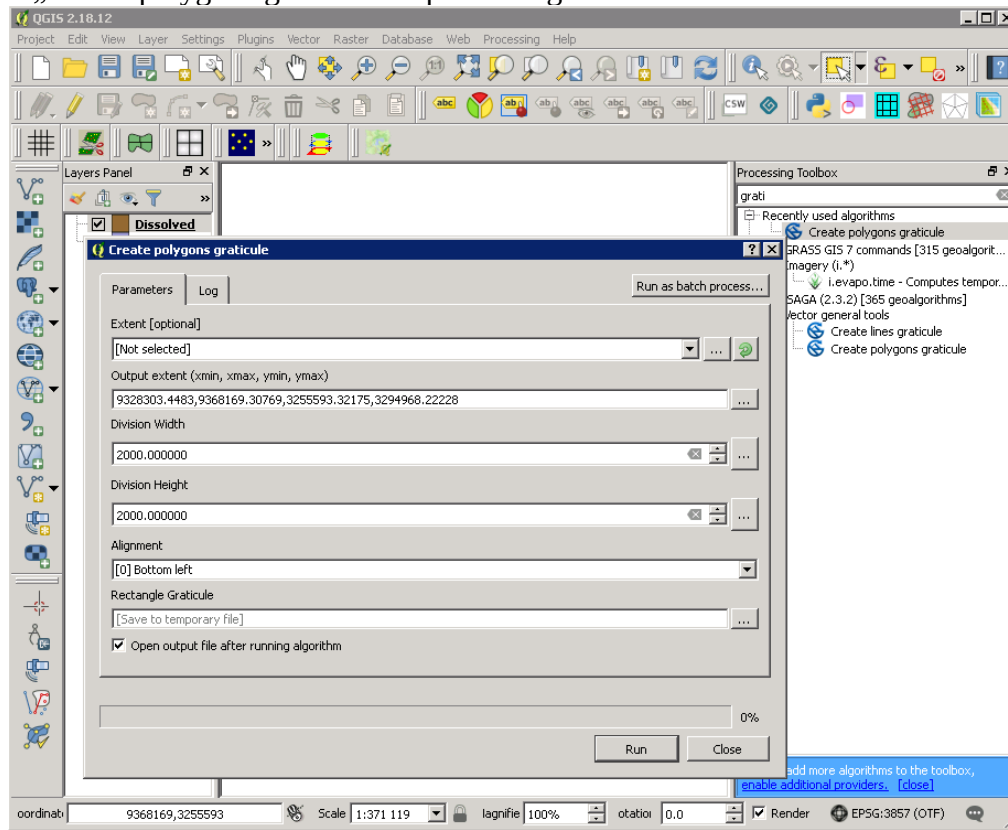 QGIS 2.18.12
Project Edit View Layer Settings Plugins Vector Raster Database Web Processing Help
Layers Panel
Dissolved
Processing Toolbox
grati
Recently used algorithms
Create polygons graticule
GRASS GIS 7 commands [315 geoalgorit...
Imagery (i.*)
i.evapo.time - Computes tempor...
SAGA (2.3.2) [365 geoalgorithms]
Vector general tools
Create lines graticule
Create polygons graticule
Create polygons graticule
Parameters Log
Run as batch process...
Extent [optional]
[Not selected]
Output extent (xmin, xmax, ymin, ymax)
9328303.4483,9368169.30769,3255593.32175,3294968.22228
Division Width
2000.000000
Division Height
2000.000000
Alignment
[0] Bottom left
Rectangle Graticule
[Save to temporary file]
Open output file after running algorithm
0%
Run Close
add more algorithms to the toolbox,
enable additional providers. [close]
oordinat 9368169,3255593 Scale 1:371 119 lagnifie 100% otatio 0.0 Render EPSG:3857 (OTF)